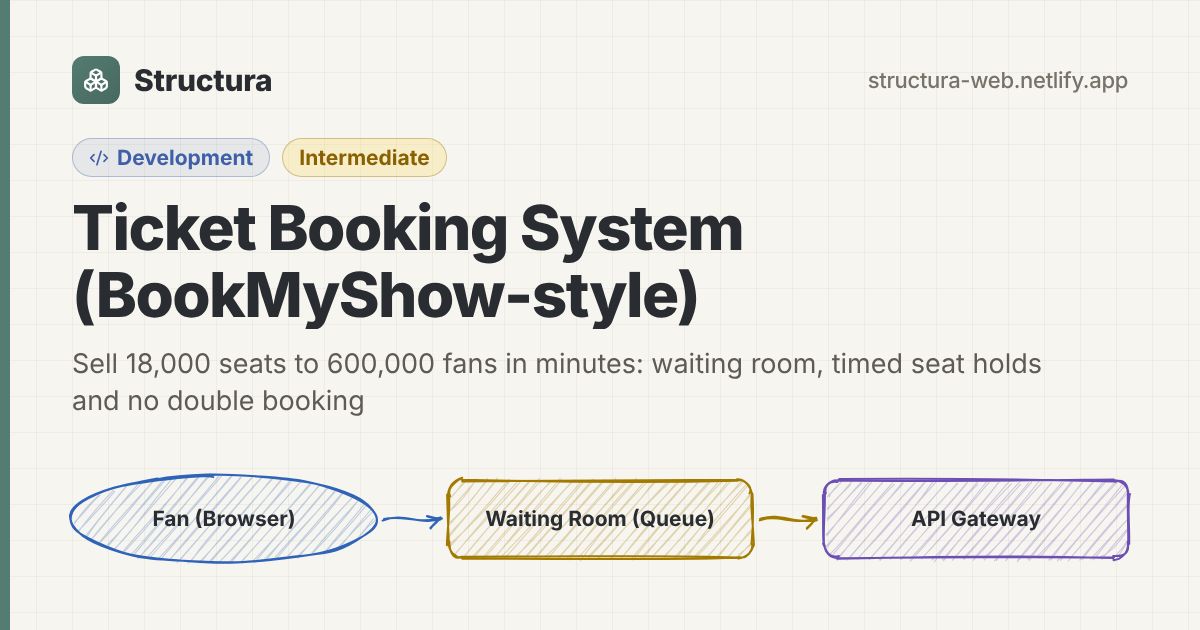 Structura
structura-web.netlify.app
</> Development
Intermediate
Ticket Booking System
(BookMyShow-style)
Sell 18,000 seats to 600,000 fans in minutes: waiting room, timed seat holds
and no double booking
Fan (Browser)
Waiting Room (Queue)
API Gateway